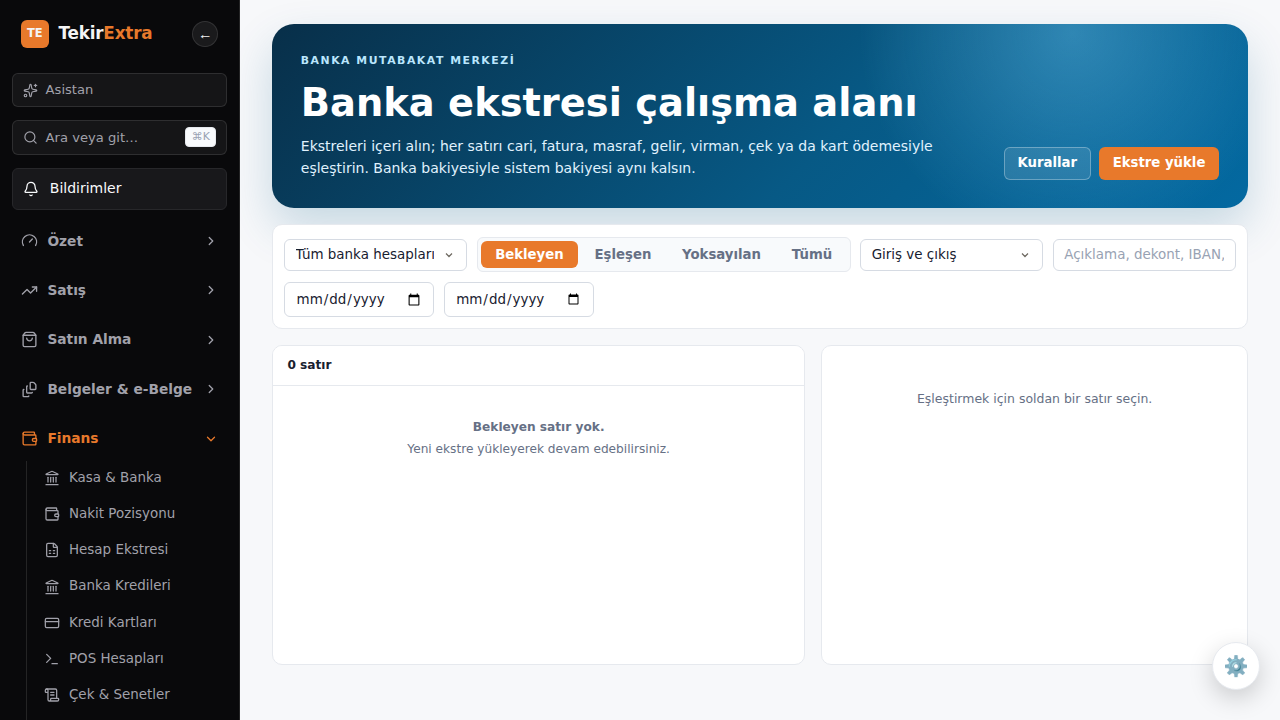 TE TekirExtra ←
Asistan
Ara veya git... ⌘K
Bildirimler
Özet
Satış
Satın Alma
Belgeler & e-Belge
Finans
Kasa & Banka
Nakit Pozisyonu
Hesap Ekstresi
Banka Kredileri
Kredi Kartları
POS Hesapları
Çek & Senetler
BANKA MUTABAKAT MERKEZİ
Banka ekstresi çalışma alanı
Ekstreleri içeri alın; her satırı cari, fatura, masraf, gelir, virman, çek ya da kart ödemesiyle
eşleştirin. Banka bakiyesiyle sistem bakiyesi aynı kalsın.
Kurallar Ekstre yükle
Tüm banka hesapları Bekleyen Eşleşen Yoksayılan Tümü Giriş ve çıkış Açıklama, dekont, IBAN,
mm/dd/yyyy mm/dd/yyyy
0 satır
Bekleyen satır yok.
Yeni ekstre yükleyerek devam edebilirsiniz.
Eşleştirmek için soldan bir satır seçin.